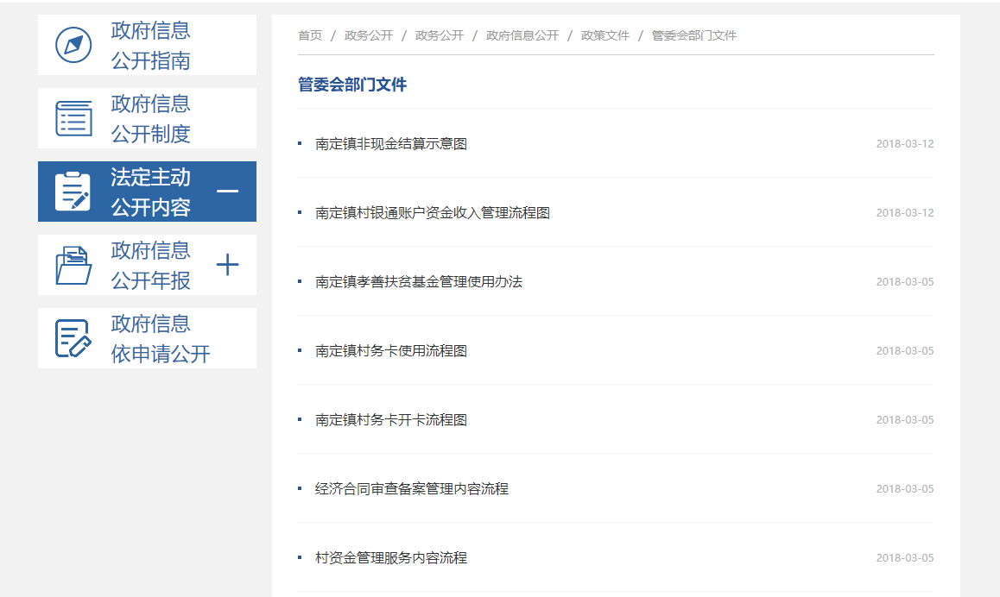 政府信息
公开指南
政府信息
公开制度
法定主动
公开内容
政府信息
公开年报
政府信息
依申请公开
首页 / 政务公开 / 政务公开 / 政府信息公开 / 政策文件 / 管委会部门文件
管委会部门文件
南定镇非现金结算示意图 2018-03-12
南定镇村银通账户资金收入管理流程图 2018-03-12
南定镇孝善扶贫基金管理使用办法 2018-03-05
南定镇村务卡使用流程图 2018-03-05
南定镇村务卡开卡流程图 2018-03-05
经济合同审查备案管理内容流程 2018-03-05
村资金管理服务内容流程 2018-03-05